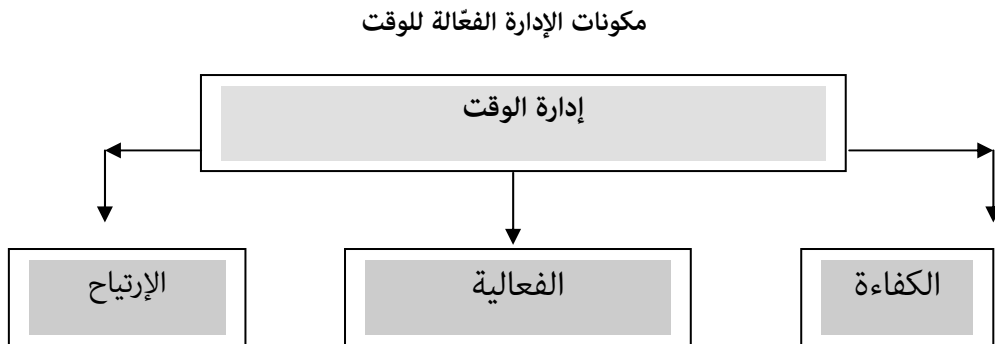 مكونات الإدارة الفعّالة للوقت
إدارة الوقت
الكفاءة
الفعالية
الإرتياح